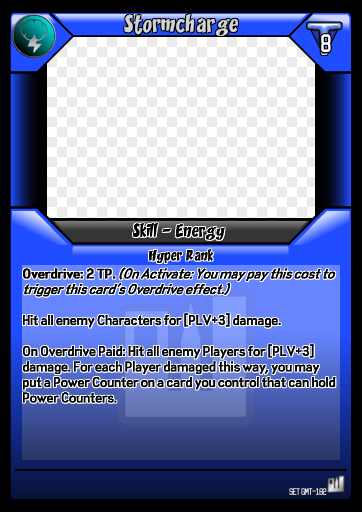 Stormcharge
8
Skill - Energy
Hyper Rank
Overdrive: 2 TP. (On Activate: You may pay this cost to
trigger this card's Overdrive effect.)
Hit all enemy Characters for [PLV+3] damage.
On Overdrive Paid: Hit all enemy Players for [PLV+3]
damage. For each Player damaged this way, you may
put a Power Counter on a card you control that can hold
Power Counters.
SET GMT-182